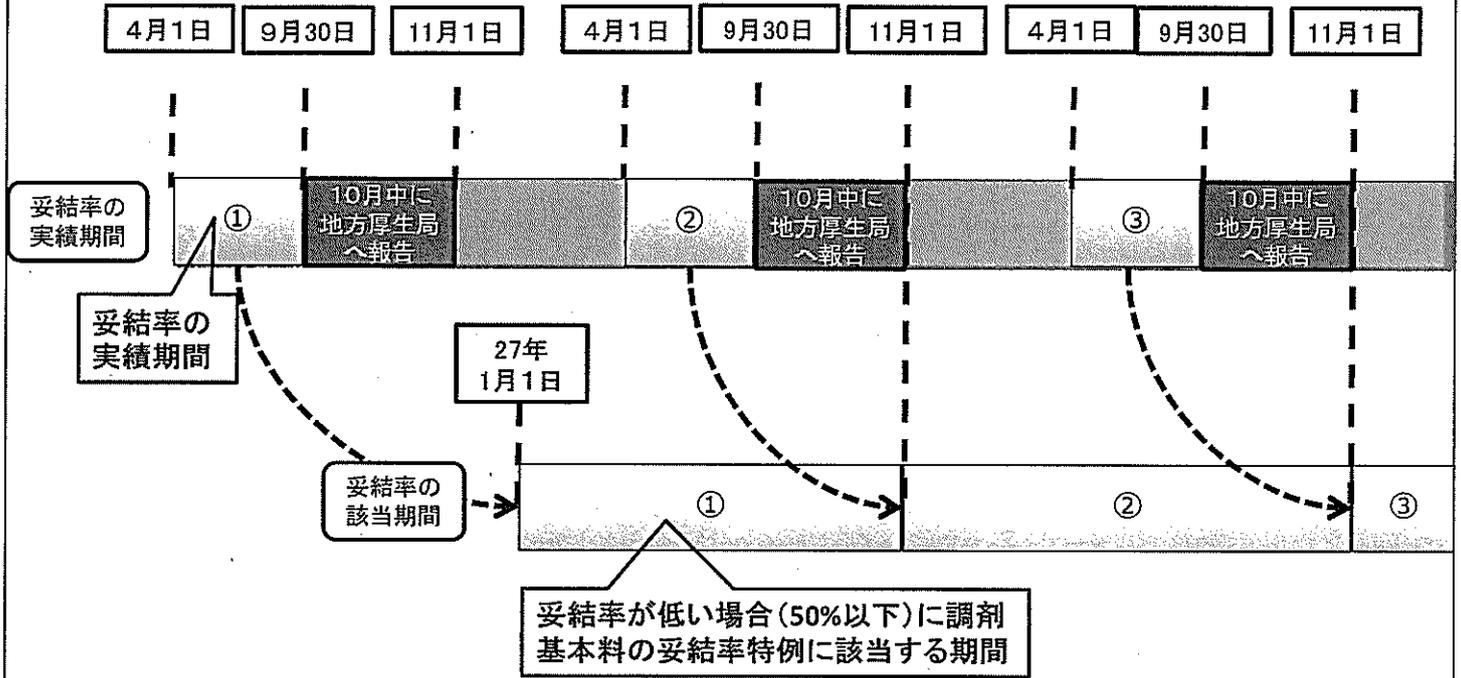 4月1日
9月30日
11月1日
4月1日
9月30日
11月1日
4月1日
9月30日
11月1日
妥結率の
実績期間
①
10月中に
地方厚生局
へ報告
②
10月中に
地方厚生局
へ報告
③
10月中に
地方厚生局
へ報告
妥結率の
実績期間
27年
1月1日
妥結率の
該当期間
①
②
③
妥結率が低い場合(50%以下)に調剤
基本料の妥結率特例に該当する期間